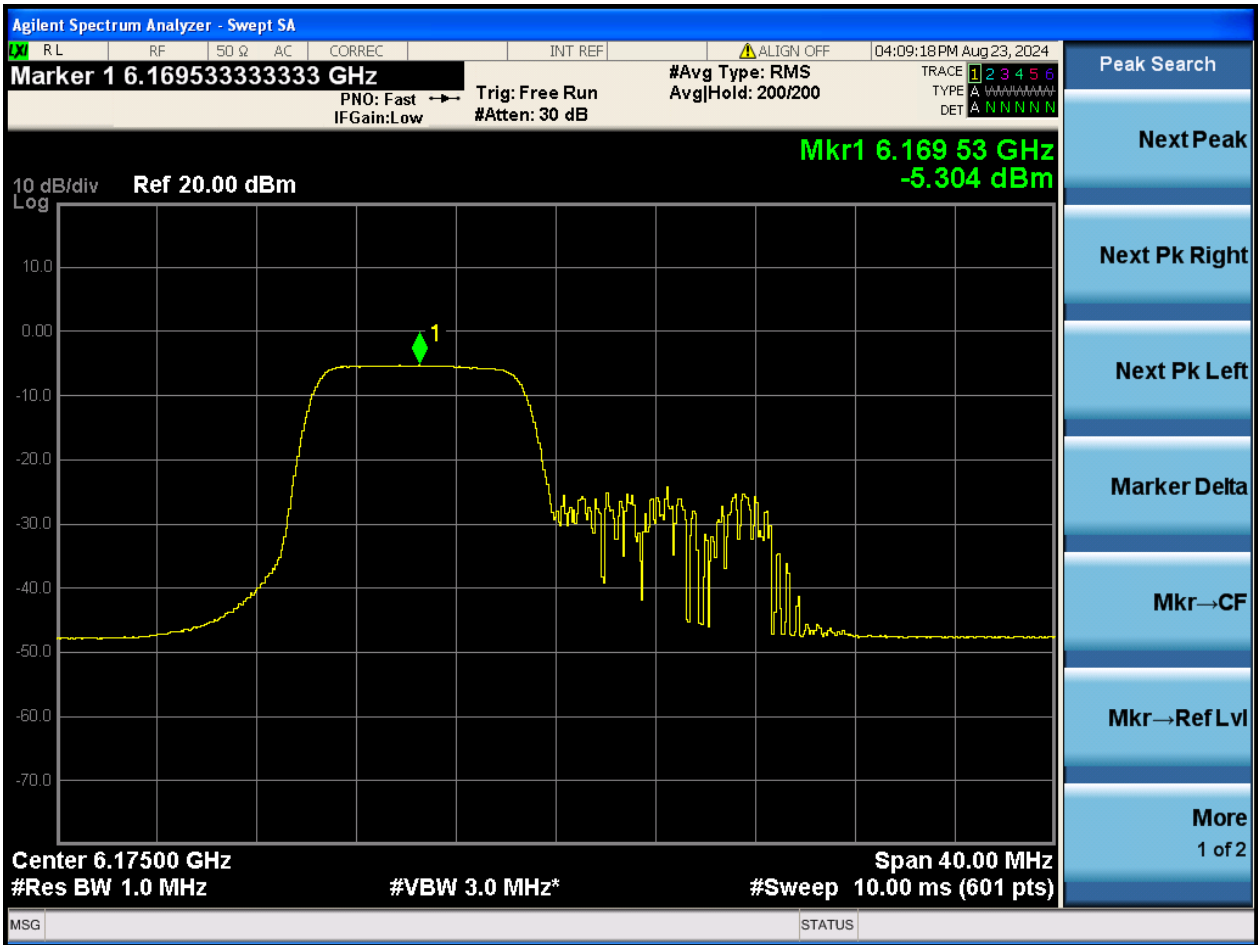 Agilent Spectrum Analyzer - Swept SA
LXI RL RF 50 Ω AC CORREC INT REF ALIGN OFF 04:09:18 PM Aug 23, 2024
Marker 1 6.169533333333 GHz
PNO: Fast
IFGain:Low
Trig: Free Run
#Atten: 30 dB
#Avg Type: RMS
Avg|Hold: 200/200
TRACE 1 2 3 4 5 6
TYPE A
DET A N N N N N
Mkr1 6.169 53 GHz
-5.304 dBm
10 dB/div Ref 20.00 dBm
Log
10.0
0.00
1
-10.0
-20.0
-30.0
-40.0
-50.0
-60.0
-70.0
Center 6.17500 GHz Span 40.00 MHz
#Res BW 1.0 MHz #VBW 3.0 MHz* #Sweep 10.00 ms (601 pts)
MSG STATUS
Peak Search
Next Peak
Next Pk Right
Next Pk Left
Marker Delta
Mkr→CF
Mkr→Ref Lvl
More
1 of 2